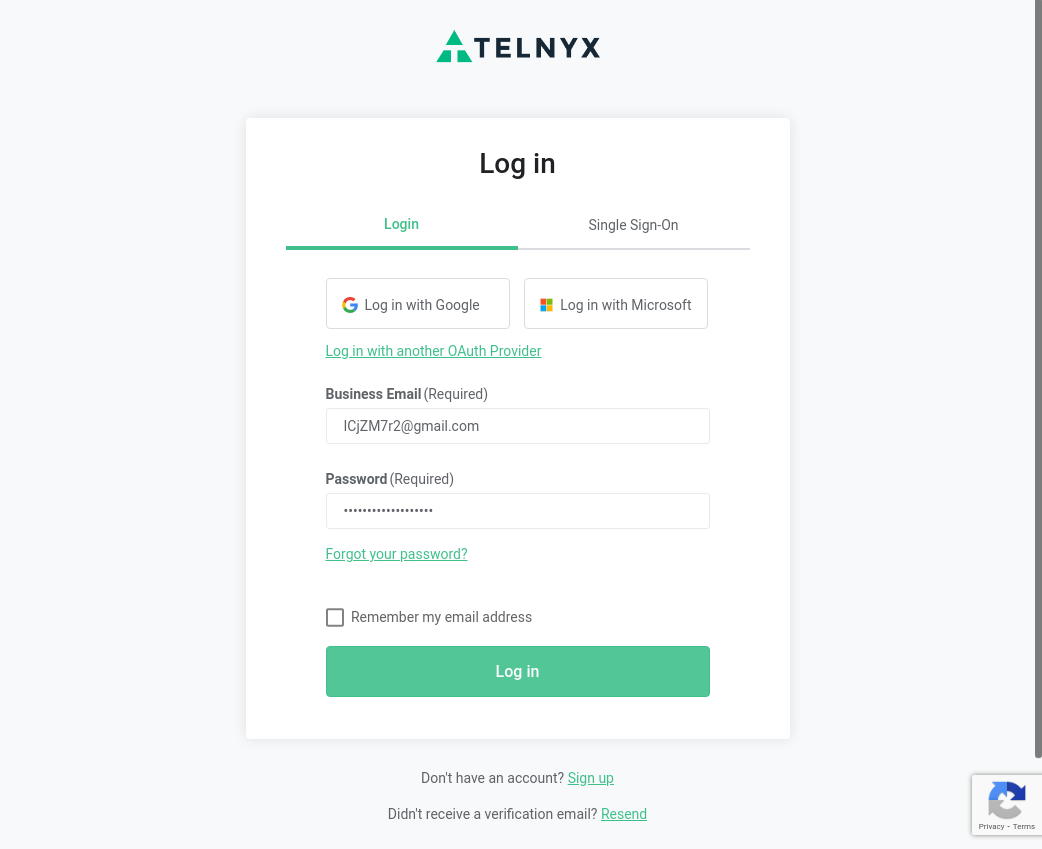 TELNYX
Log in
Login
Single Sign-On
Log in with Google
Log in with Microsoft
Log in with another OAuth Provider
Business Email (Required)
lCjZM7r2@gmail.com
Password (Required)
•••••••••••••••••••
Forgot your password?
Remember my email address
Log in
Don't have an account? Sign up
Didn't receive a verification email? Resend
Privacy - Terms